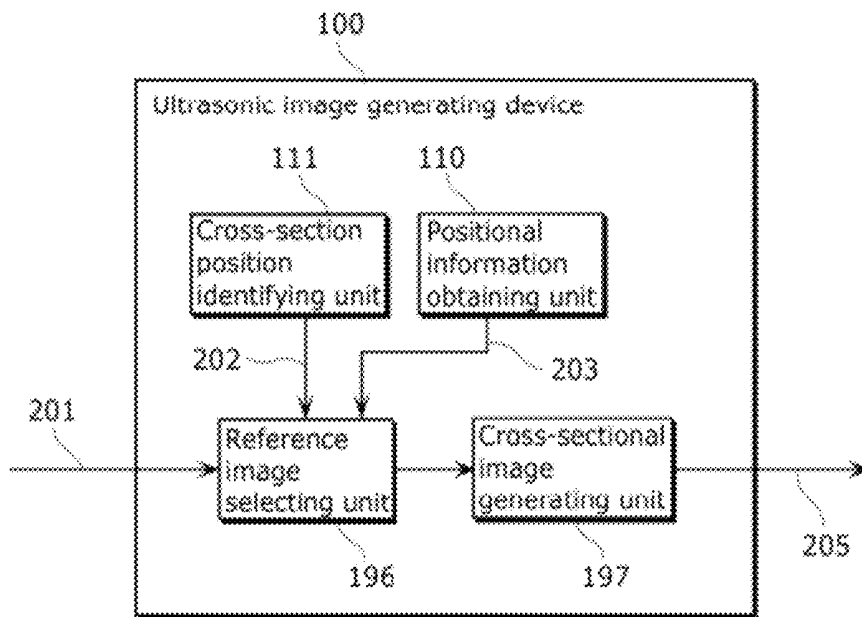 100
Ultrasonic image generating device
111
110
Cross-section
position
identifying unit
Positional
information
obtaining unit
202
203
201
Reference
image
selecting unit
Cross-sectional
image
generating unit
196
197
205